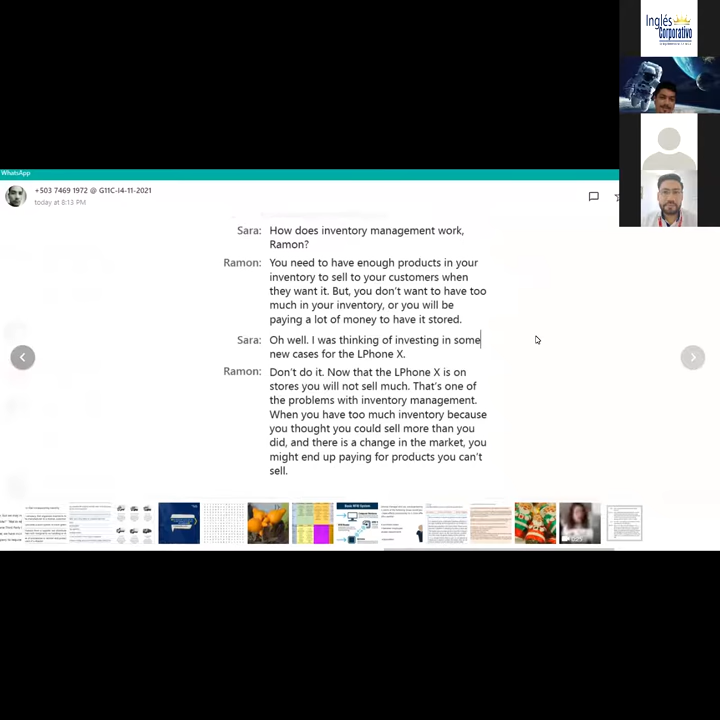 Inglés
Corporativo
WhatsApp
+503 7469 1972 @ G11C-I4-11-2021
today at 8:13 PM
Sara: How does inventory management work,
Ramon?
Ramon: You need to have enough products in your
inventory to sell to your customers when
they want it. But, you don't want to have too
much in your inventory, or you will be
paying a lot of money to have it stored.
Sara: Oh well. I was thinking of investing in some
new cases for the LPhone X.
Ramon: Don't do it. Now that the LPhone X is on
stores you will not sell much. That's one of
the problems with inventory management.
When you have too much inventory because
you thought you could sell more than you
did, and there is a change in the market, you
might end up paying for products you can't
sell.